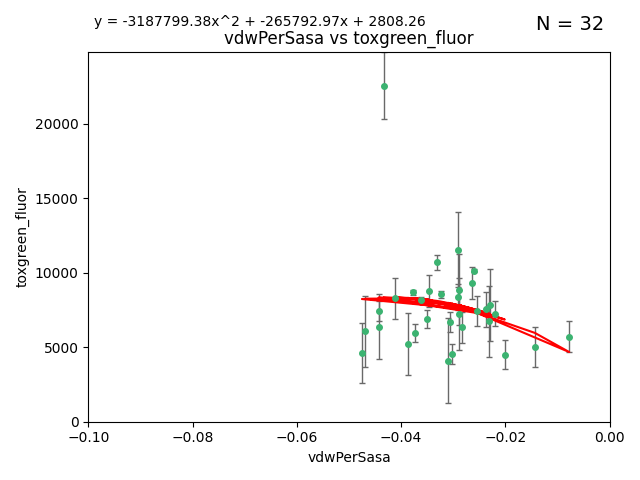 y = -3187799.38x^2 + -265792.97x + 2808.26
N = 32
vdwPerSasa vs toxgreen_fluor
toxgreen_fluor
20000
15000
10000
5000
0
−0.10
−0.08
−0.06
−0.04
−0.02
0.00
vdwPerSasa